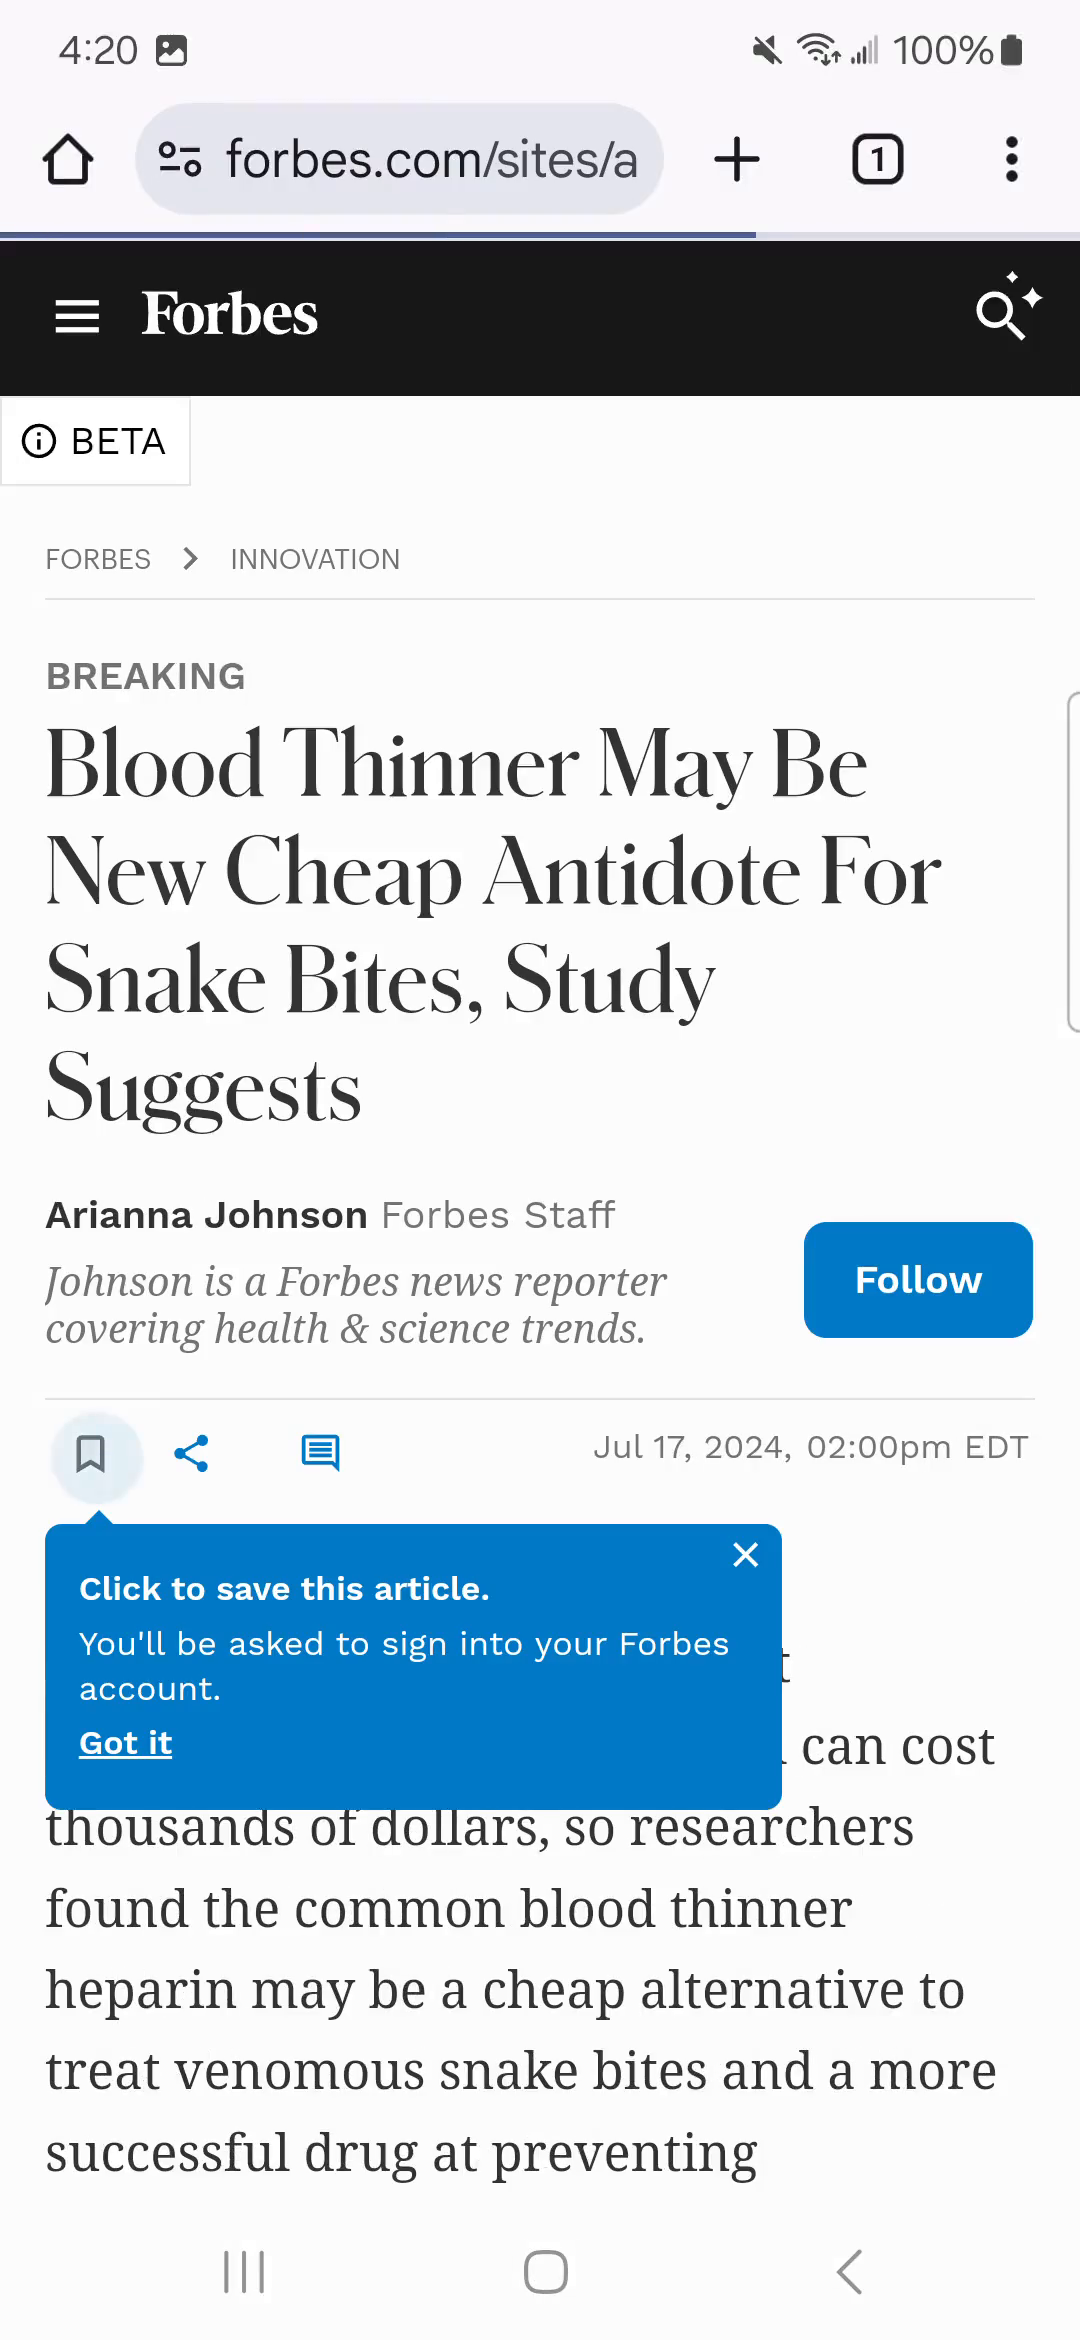 4:20
100%
forbes.com/sites/a
1
Forbes
BETA
FORBES > INNOVATION
BREAKING
Blood Thinner May Be
New Cheap Antidote For
Snake Bites, Study
Suggests
Arianna Johnson Forbes Staff
Johnson is a Forbes news reporter
covering health & science trends.
Follow
Jul 17, 2024, 02:00pm EDT
Click to save this article.
You'll be asked to sign into your Forbes
account.
Got it
can cost
thousands of dollars, so researchers
found the common blood thinner
heparin may be a cheap alternative to
treat venomous snake bites and a more
successful drug at preventing